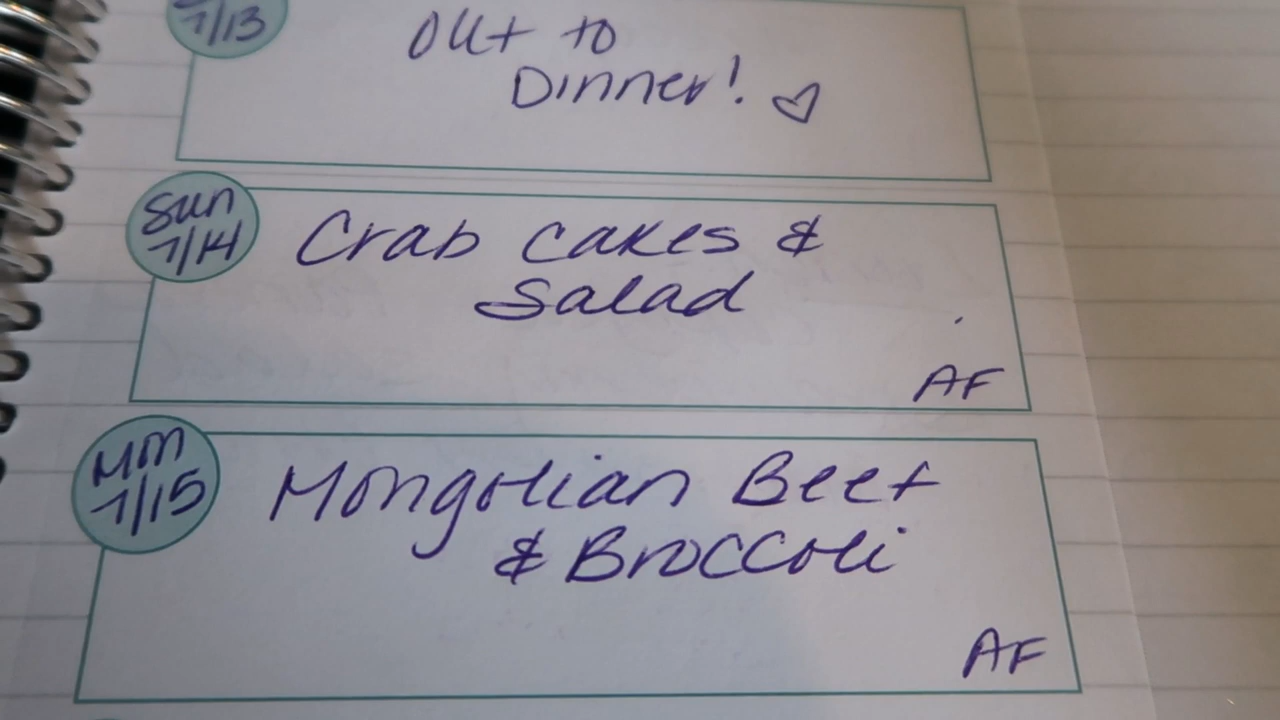 7/13
Out to
Dinner! ♡
Sun
7/14
Crab Cakes &
Salad
AF
Mon
7/15
Mongolian Beef
& Broccoli
AF